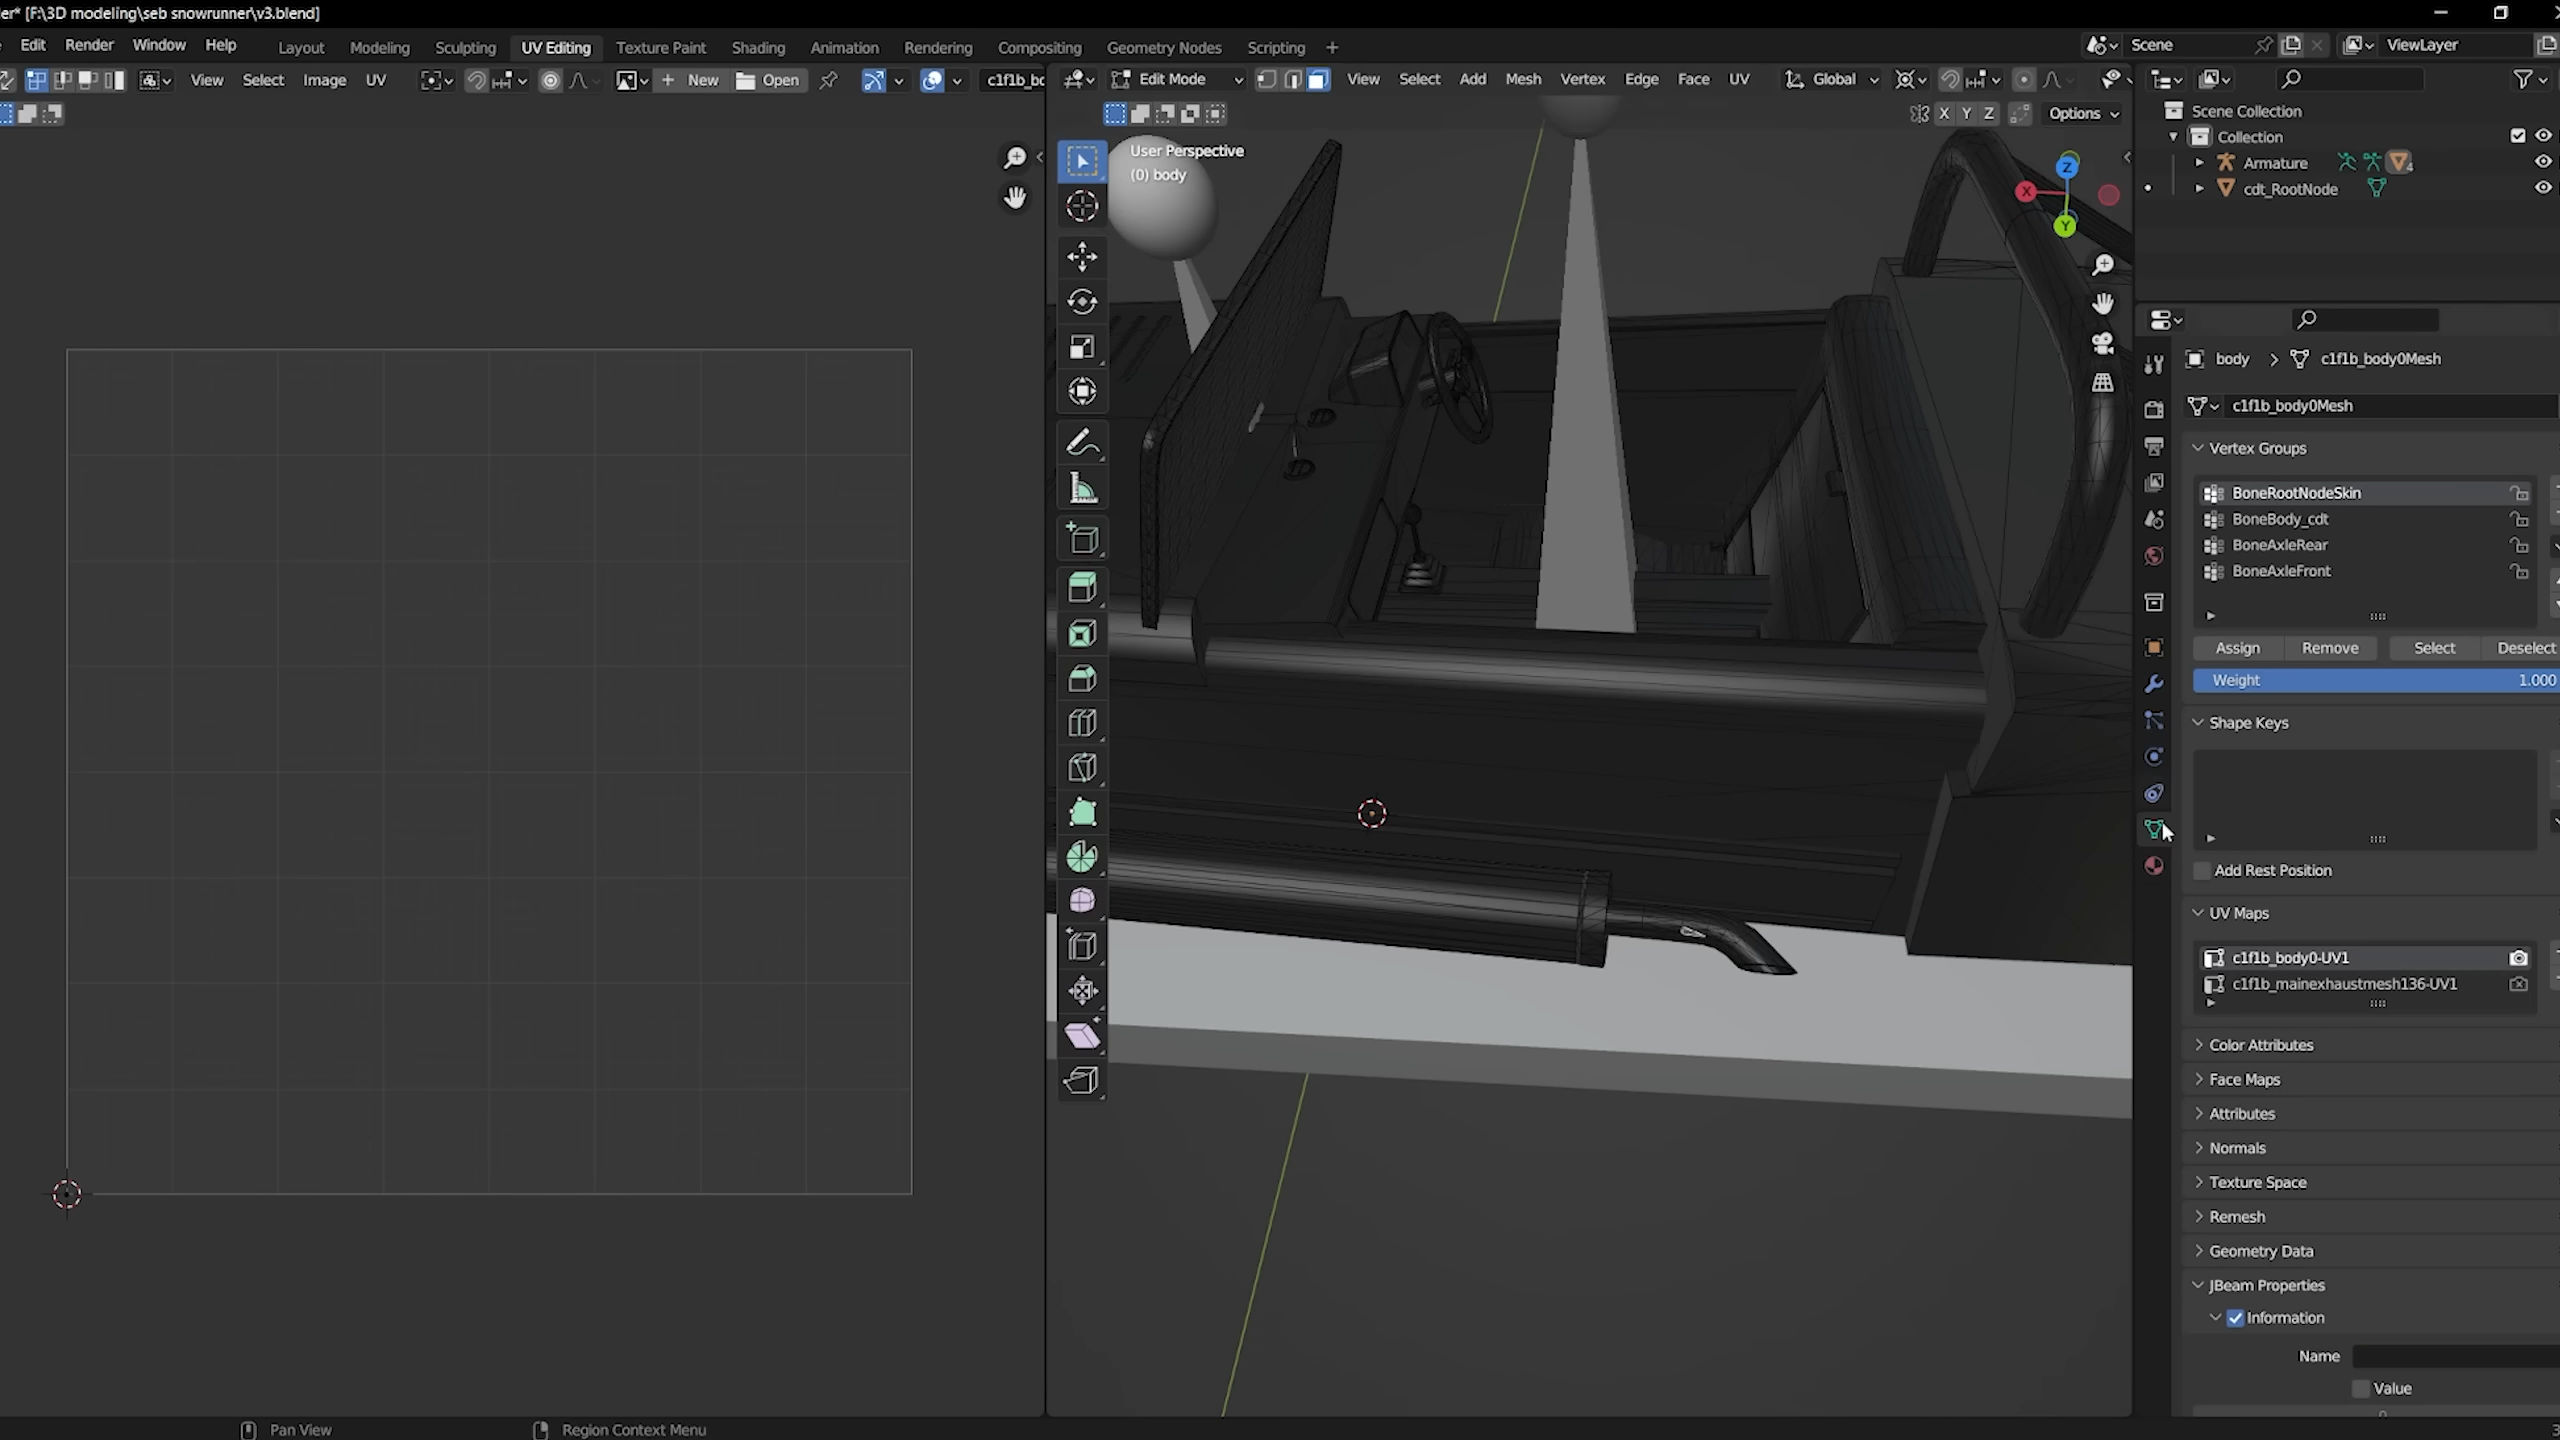 er* [F:\3D modeling\seb snowrunner\v3.blend]
Edit Render Window Help Layout Modeling Sculpting UV Editing Texture Paint Shading Animation Rendering Compositing Geometry Nodes Scripting + Scene ViewLayer
View Select Image UV New Open c1f1b_bc Edit Mode View Select Add Mesh Vertex Edge Face UV Global
X Y Z Options
User Perspective
(0) body
Z
X
Y
Scene Collection
Collection
Armature 4
cdt_RootNode
body > c1f1b_body0Mesh
c1f1b_body0Mesh
Vertex Groups
BoneRootNodeSkin
BoneBody_cdt
BoneAxleRear
BoneAxleFront
Assign Remove Select Deselect
Weight 1.000
Shape Keys
Add Rest Position
UV Maps
c1f1b_body0-UV1
c1f1b_mainexhaustmesh136-UV1
Color Attributes
Face Maps
Attributes
Normals
Texture Space
Remesh
Geometry Data
JBeam Properties
Information
Name
Value
Pan View Region Context Menu